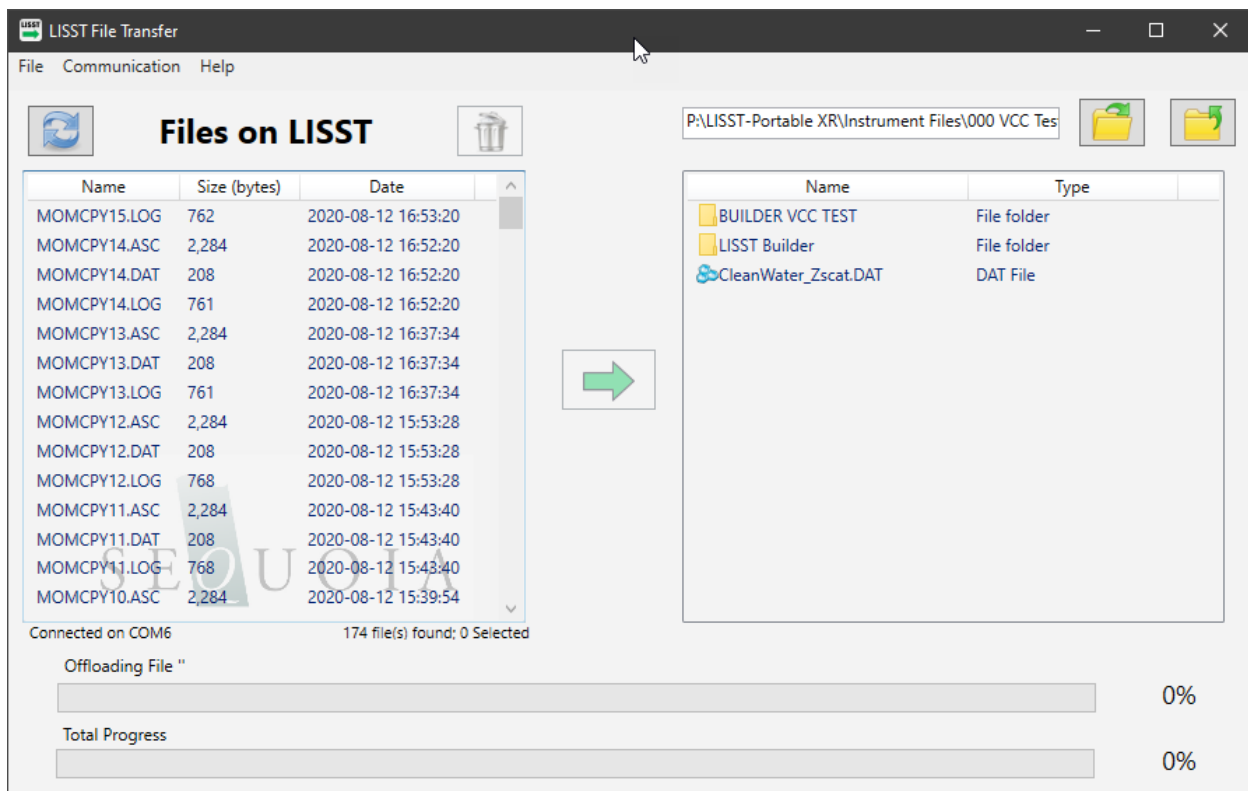 LISST File Transfer
File Communication Help
Files on LISST
P:\LISST-Portable XR\Instrument Files\000 VCC Tes
Name Size (bytes) Date
MOMCPY15.LOG 762 2020-08-12 16:53:20
MOMCPY14.ASC 2,284 2020-08-12 16:52:20
MOMCPY14.DAT 208 2020-08-12 16:52:20
MOMCPY14.LOG 761 2020-08-12 16:52:20
MOMCPY13.ASC 2,284 2020-08-12 16:37:34
MOMCPY13.DAT 208 2020-08-12 16:37:34
MOMCPY13.LOG 761 2020-08-12 16:37:34
MOMCPY12.ASC 2,284 2020-08-12 15:53:28
MOMCPY12.DAT 208 2020-08-12 15:53:28
MOMCPY12.LOG 768 2020-08-12 15:53:28
MOMCPY11.ASC 2,284 2020-08-12 15:43:40
MOMCPY11.DAT 208 2020-08-12 15:43:40
MOMCPY11.LOG 768 2020-08-12 15:43:40
MOMCPY10.ASC 2,284 2020-08-12 15:39:54
SEQUOIA
Connected on COM6 174 file(s) found; 0 Selected
Name Type
BUILDER VCC TEST File folder
LISST Builder File folder
CleanWater_Zscat.DAT DAT File
Offloading File ''
0%
Total Progress
0%